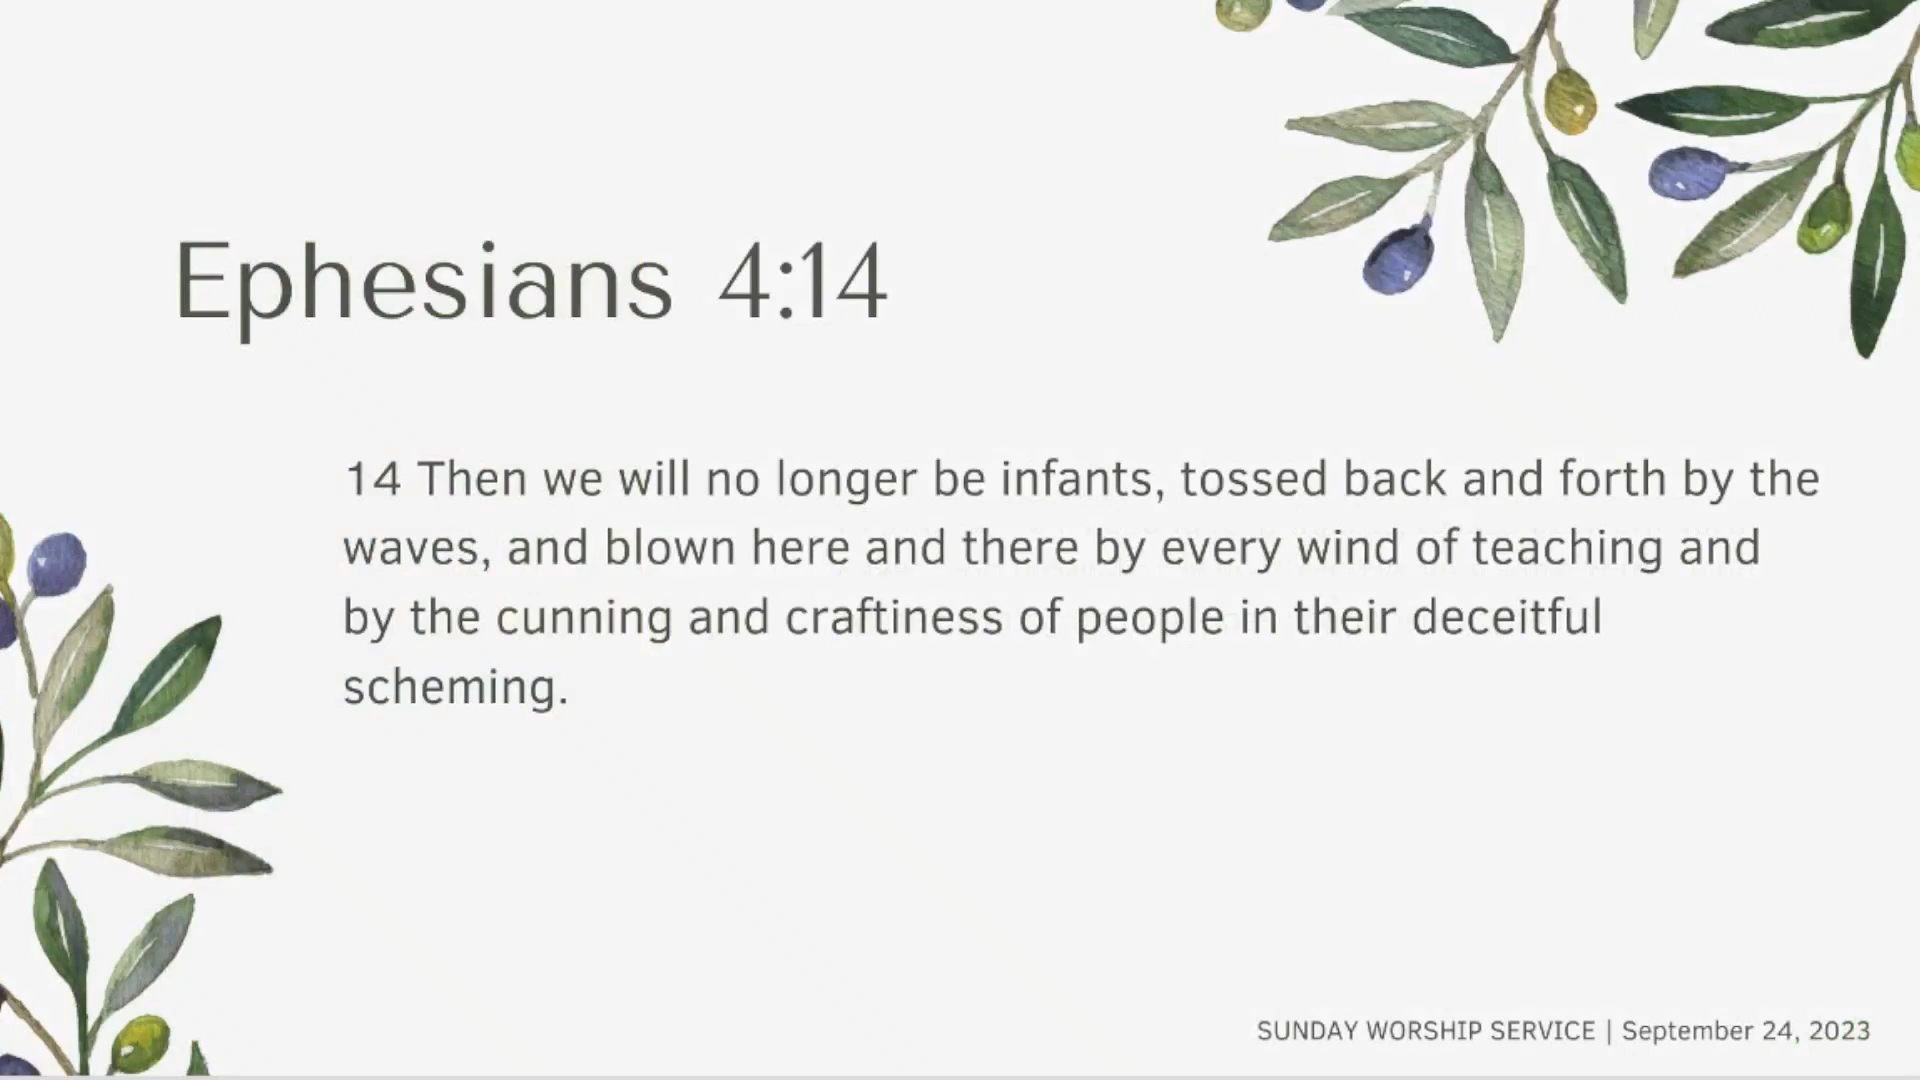 Ephesians 4:14
14 Then we will no longer be infants, tossed back and forth by the
waves, and blown here and there by every wind of teaching and
by the cunning and craftiness of people in their deceitful
scheming.
SUNDAY WORSHIP SERVICE | September 24, 2023